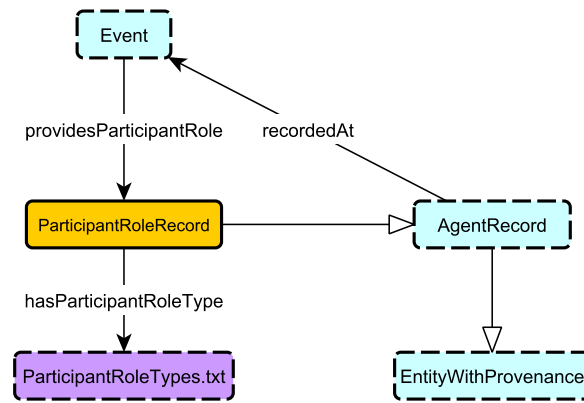 Event
providesParticipantRole
recordedAt
ParticipantRoleRecord
AgentRecord
hasParticipantRoleType
ParticipantRoleTypes.txt
EntityWithProvenance